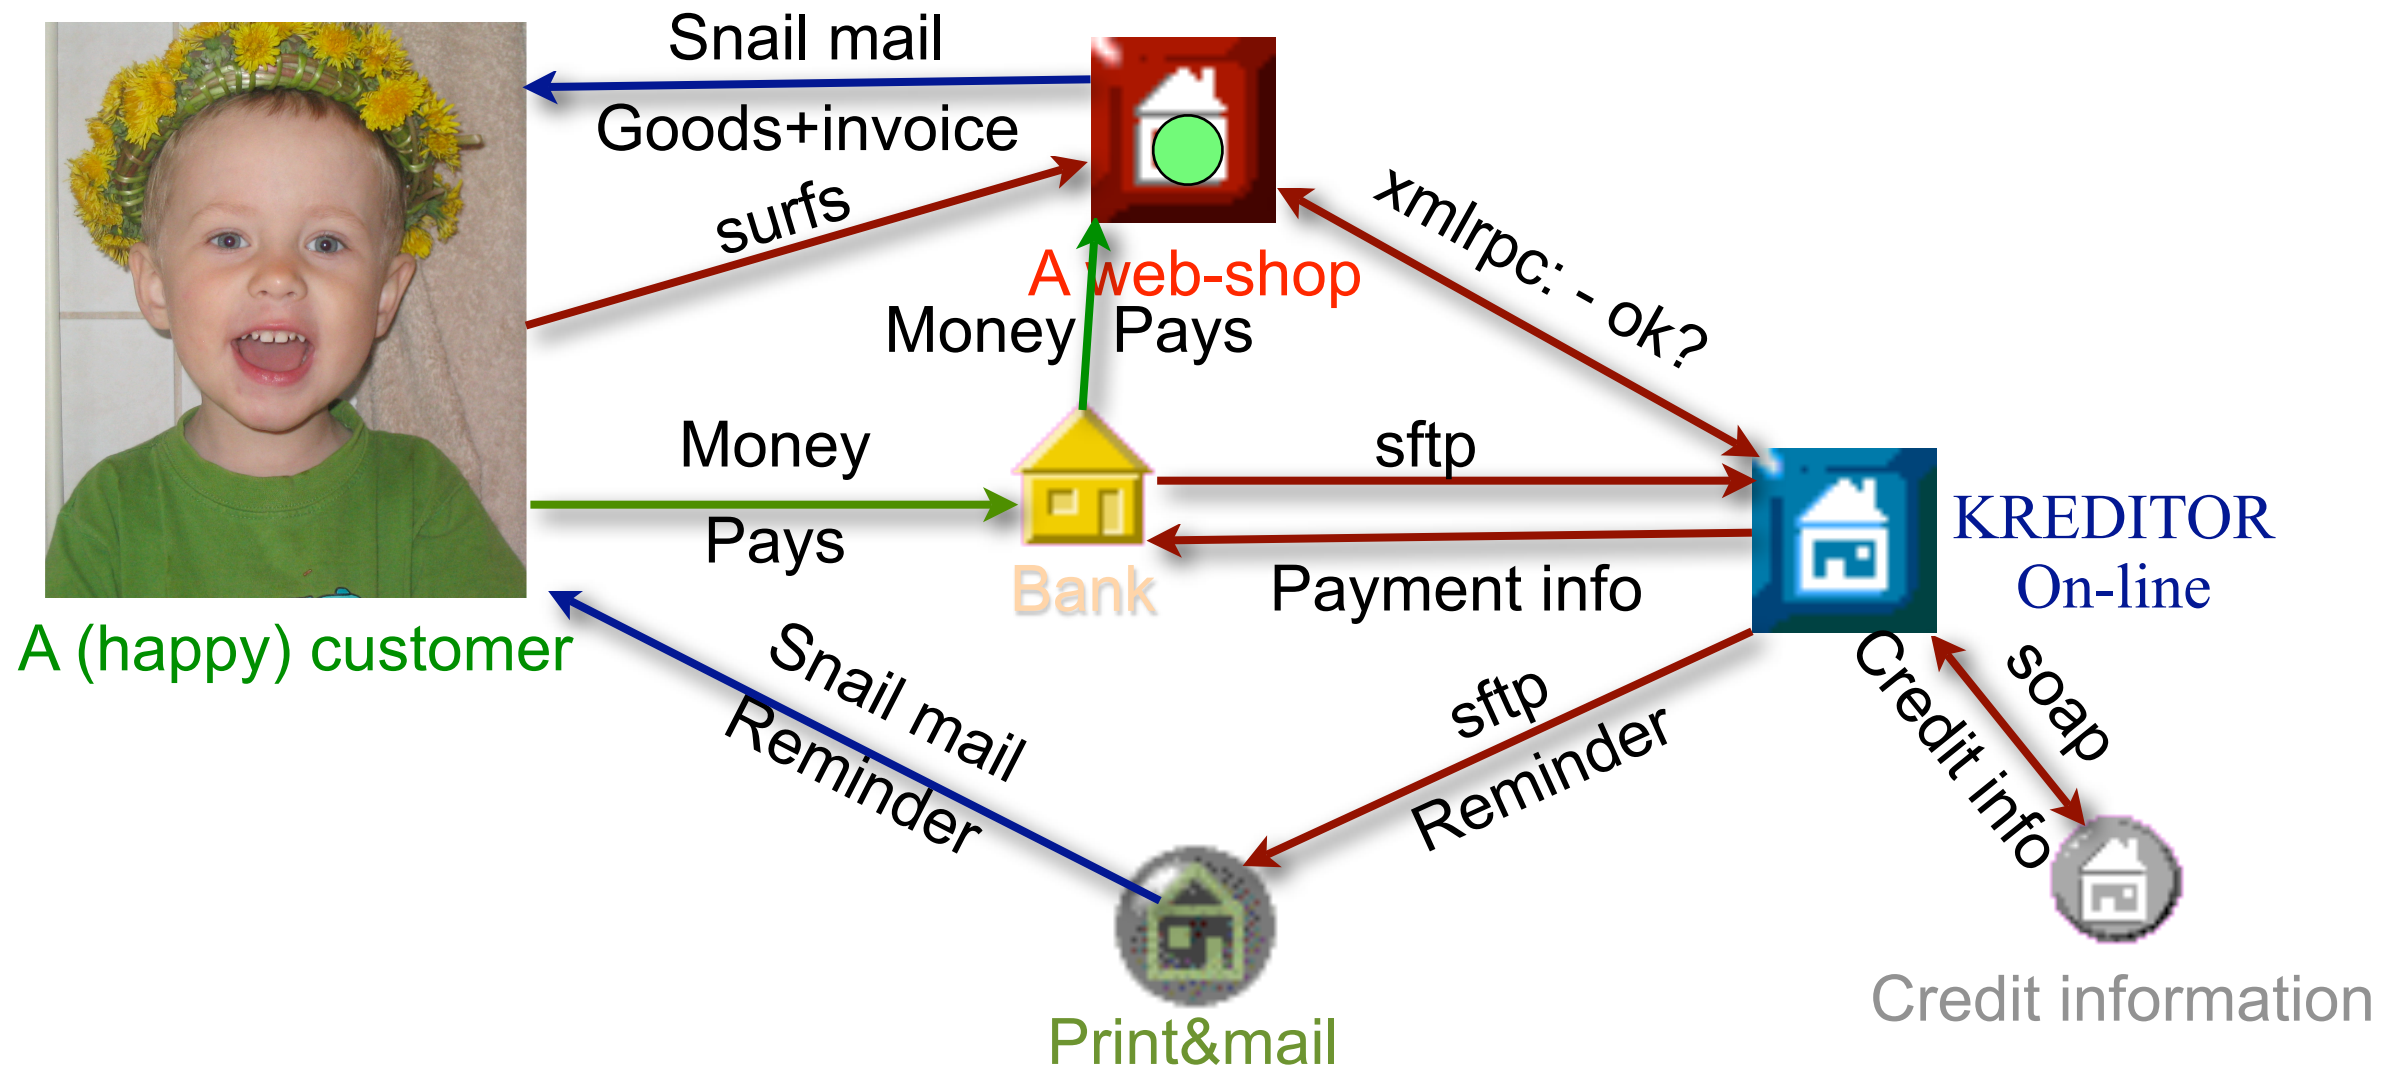 Snail mail
Goods+invoice
surfs
A web-shop
xmlrpc: - ok?
Money Pays
Money
Pays
sftp
Payment info
Bank
KREDITOR
On-line
A (happy) customer
Snail mail
Reminder
sftp
Reminder
soap
Credit info
Credit information
Print&mail